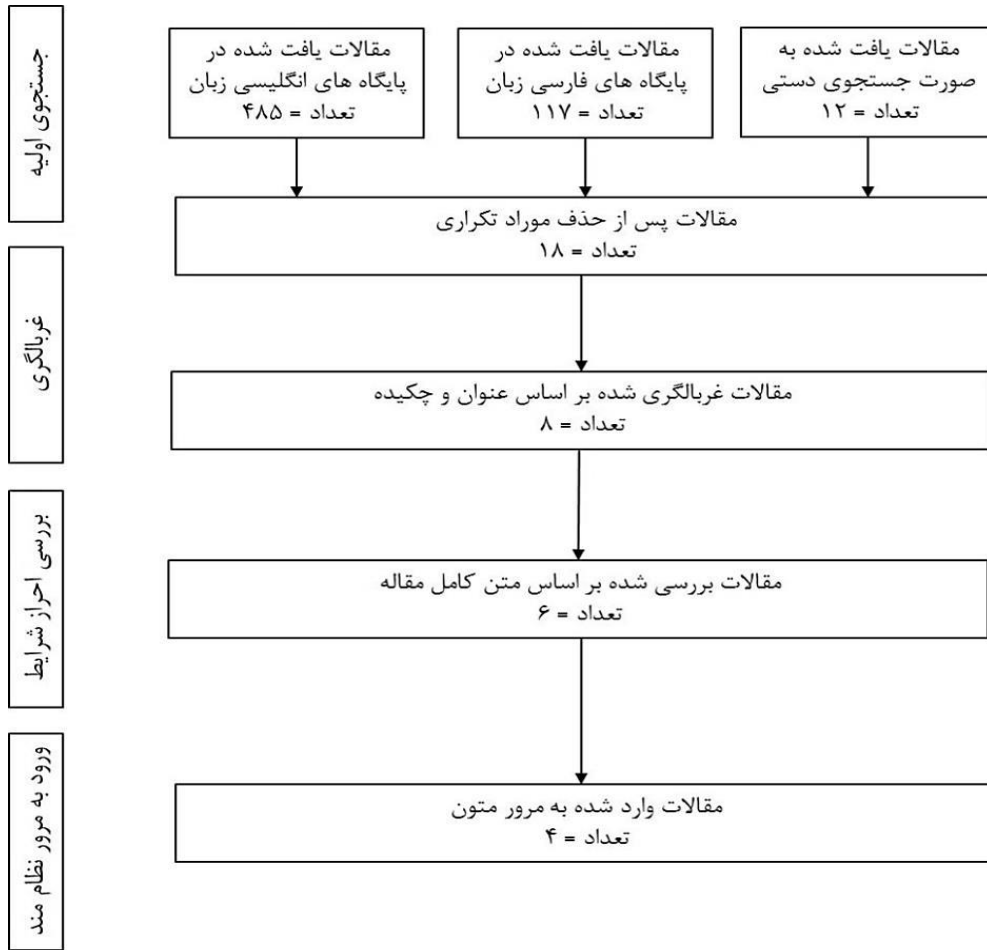 جستجوی اولیه
مقالات یافت شده به
صورت جستجوی دستی
تعداد = ۱۲
مقالات یافت شده در
پایگاه های فارسی زبان
تعداد = ۱۱۷
مقالات یافت شده در
پایگاه های انگلیسی زبان
تعداد = ۴۸۵
مقالات پس از حذف موراد تکراری
تعداد = ۱۸
غربالگری
مقالات غربالگری شده بر اساس عنوان و چکیده
تعداد = ۸
بررسی احراز شرایط
مقالات بررسی شده بر اساس متن کامل مقاله
تعداد = ۶
ورود به مرور نظام مند
مقالات وارد شده به مرور متون
تعداد = ۴